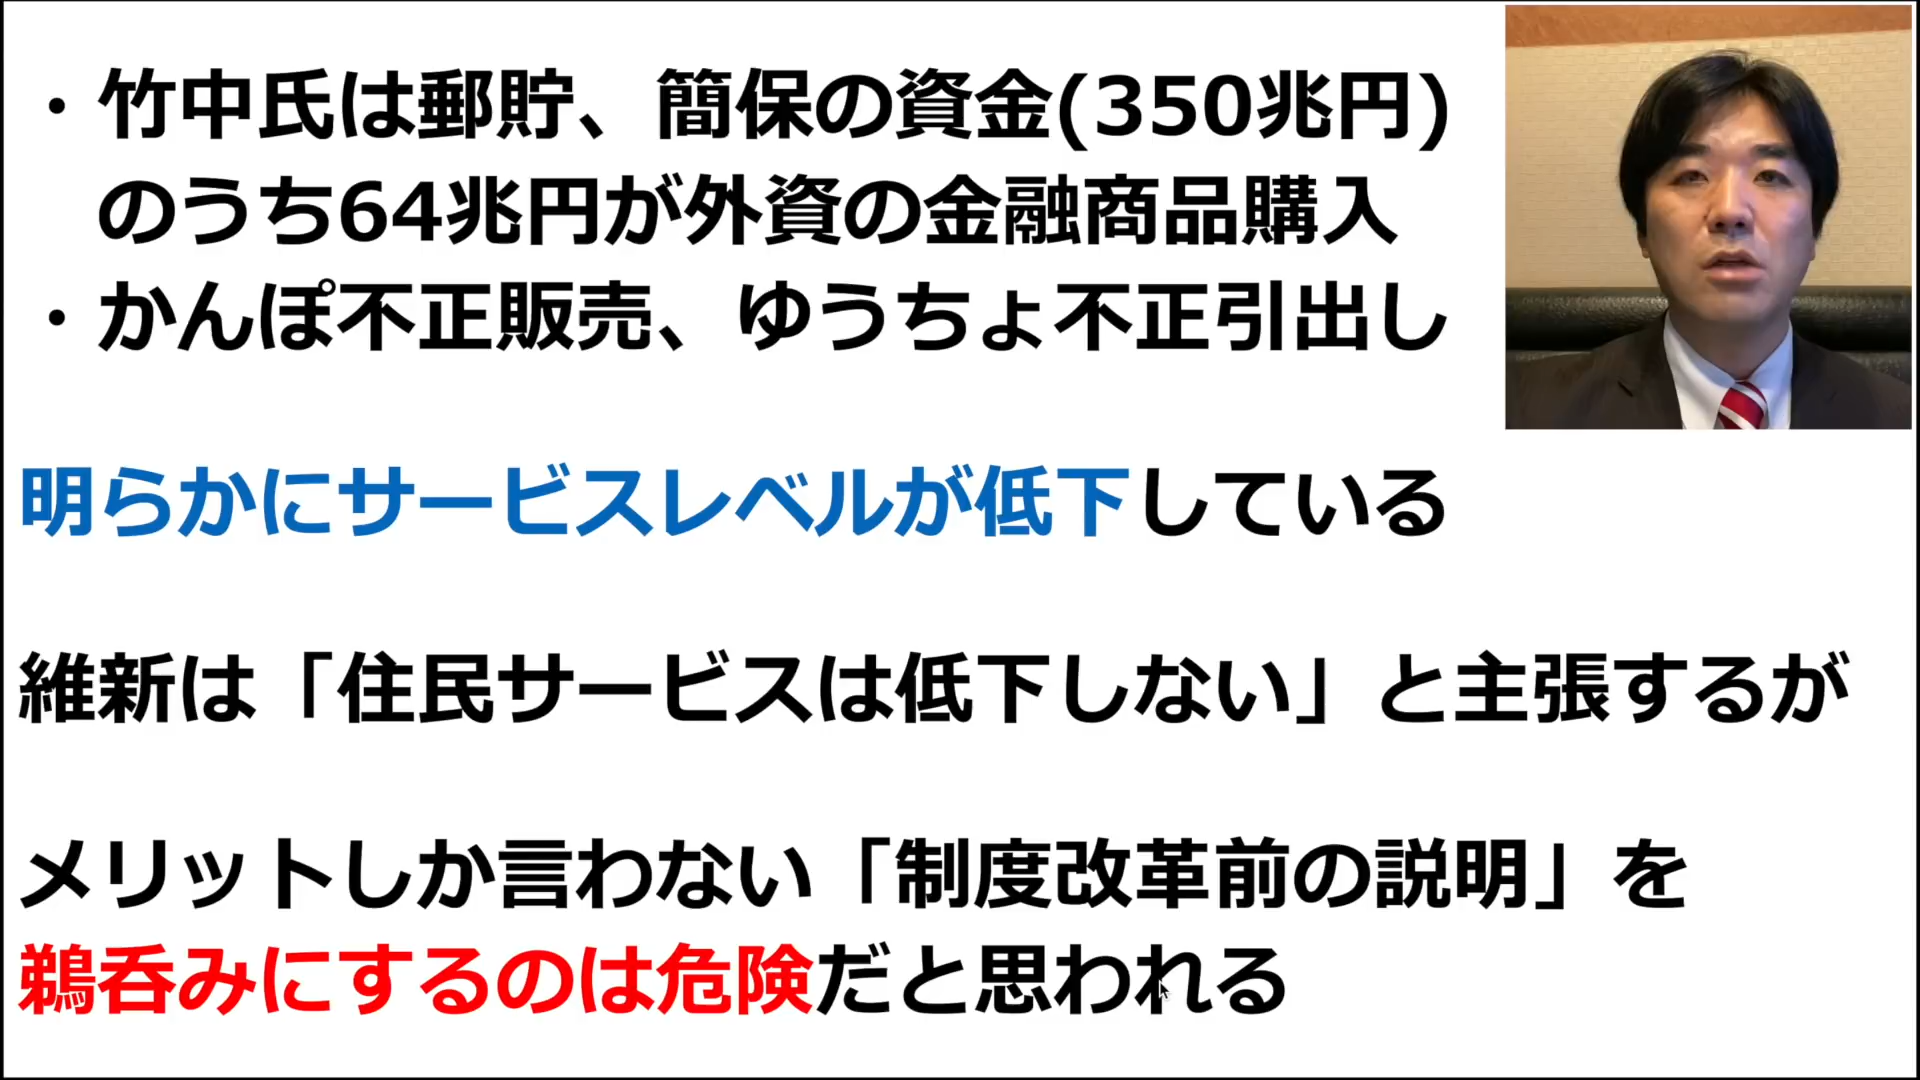 ・竹中氏は郵貯、簡保の資金(350兆円)
のうち64兆円が外資の金融商品購入
・かんぽ不正販売、ゆうちょ不正引出し
明らかにサービスレベルが低下している
維新は「住民サービスは低下しない」と主張するが
メリットしか言わない「制度改革前の説明」を
鵜呑みにするのは危険だと思われる